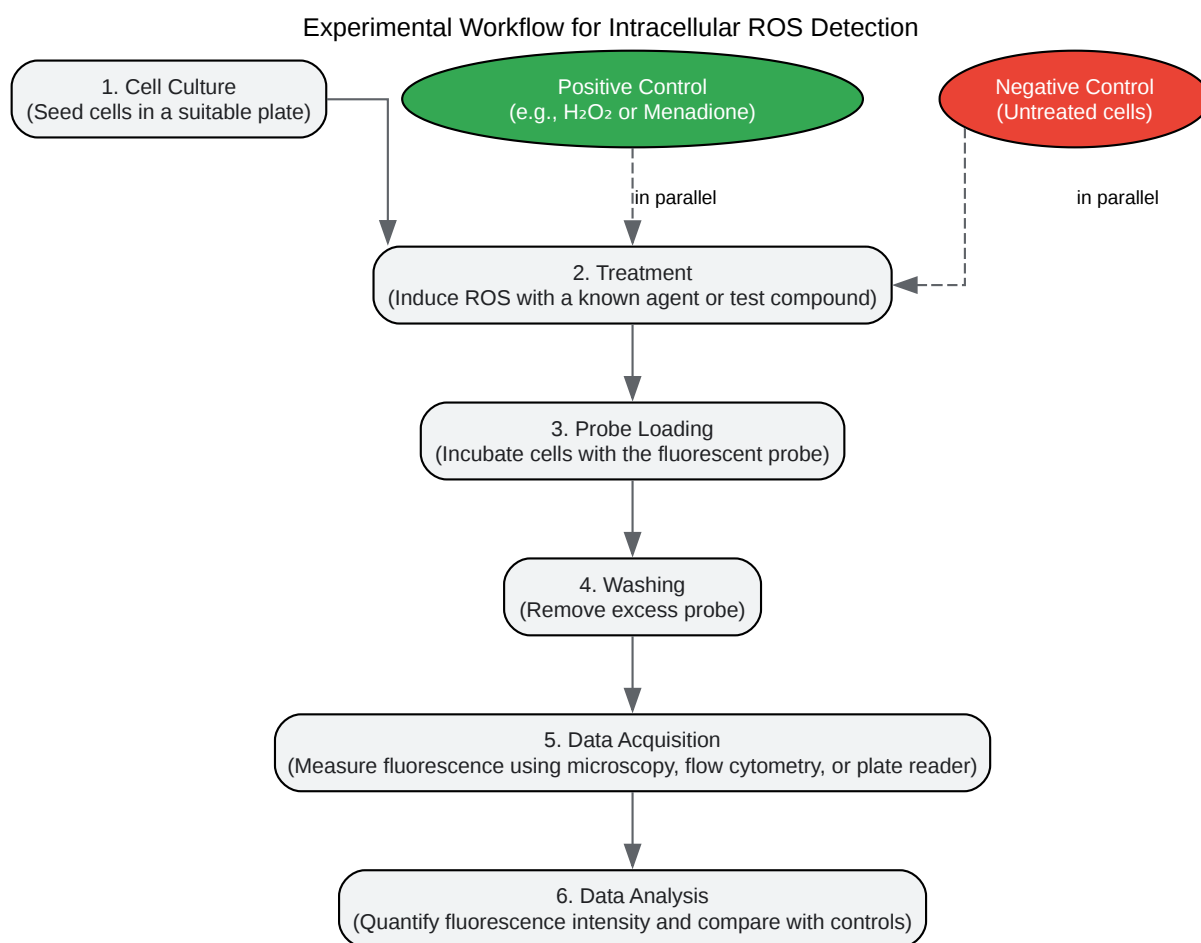 Experimental Workflow for Intracellular ROS Detection
1. Cell Culture
(Seed cells in a suitable plate)
Positive Control
(e.g., H₂O₂ or Menadione)
Negative Control
(Untreated cells)
in parallel
in parallel
2. Treatment
(Induce ROS with a known agent or test compound)
3. Probe Loading
(Incubate cells with the fluorescent probe)
4. Washing
(Remove excess probe)
5. Data Acquisition
(Measure fluorescence using microscopy, flow cytometry, or plate reader)
6. Data Analysis
(Quantify fluorescence intensity and compare with controls)